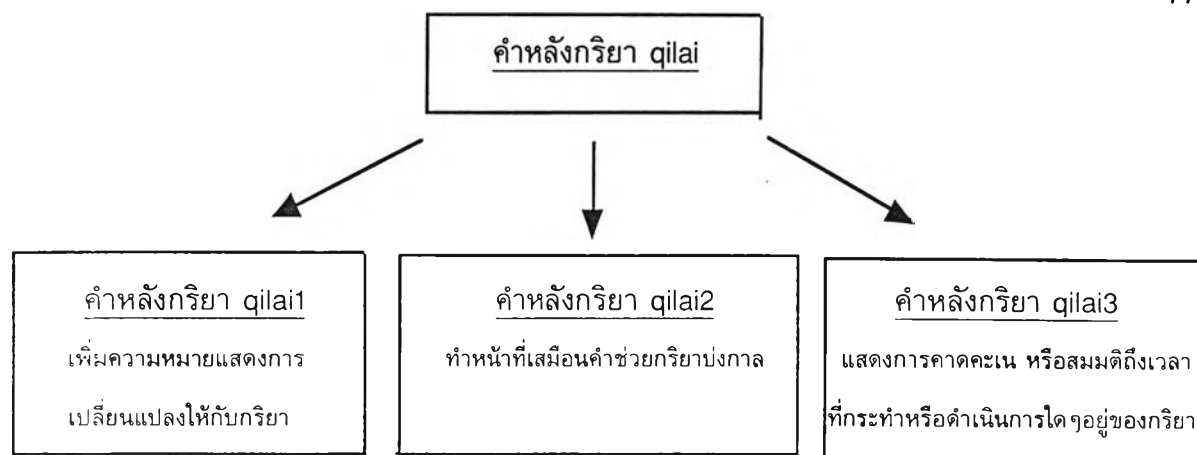 คำหลังกริยา qilai
คำหลังกริยา qilai1
เพิ่มความหมายแสดงการ
เปลี่ยนแปลงให้กับกริยา
คำหลังกริยา qilai2
ทำหน้าที่เสมือนคำช่วยกริยาบ่งกาล
คำหลังกริยา qilai3
แสดงการคาดคะเน หรือสมมติถึงเวลา
ที่กระทำหรือดำเนินการใดๆอยู่ของกริยา